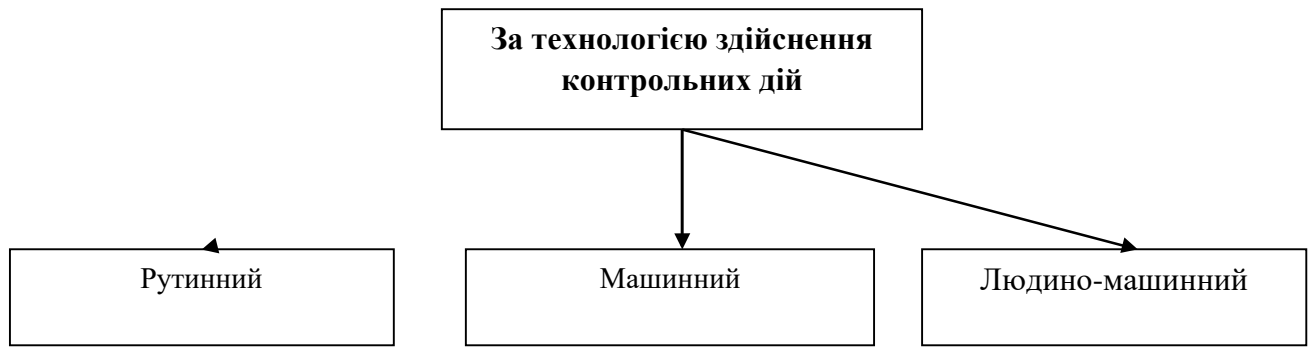 За технологією здійснення
контрольних дій
Рутинний
Машинний
Людино-машинний